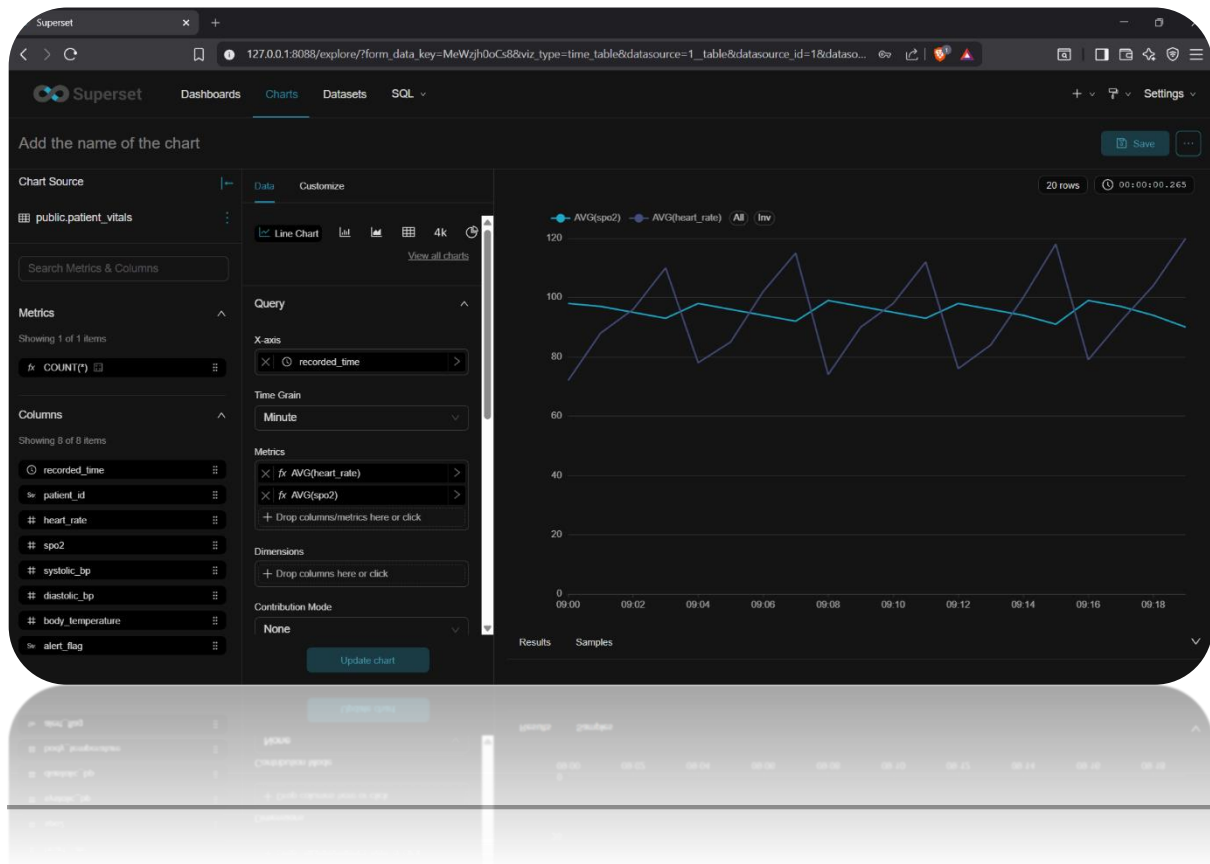 Superset
127.0.0.1:8088/explore/?form_data_key=MeWzjh0oCs8&viz_type=time_table&datasource=1__table&datasource_id=1&dataso...
Superset Dashboards Charts Datasets SQL Settings
Add the name of the chart
Save
Chart Source
public.patient_vitals
Search Metrics & Columns
Metrics
Showing 1 of 1 items
fx COUNT(*)
Columns
Showing 8 of 8 items
recorded_time
patient_id
# heart_rate
# spo2
# systolic_bp
# diastolic_bp
# body_temperature
alert_flag
Data Customize
Line Chart 4k
View all charts
Query
X-axis
recorded_time
Time Grain
Minute
Metrics
fx AVG(heart_rate)
fx AVG(spo2)
+ Drop columns/metrics here or click
Dimensions
+ Drop columns here or click
Contribution Mode
None
Update chart
20 rows 00:00:00.265
AVG(spo2) AVG(heart_rate) All Inv
120
100
80
60
40
20
0
09:00 09:02 09:04 09:06 09:08 09:10 09:12 09:14 09:16 09:18
Results Samples